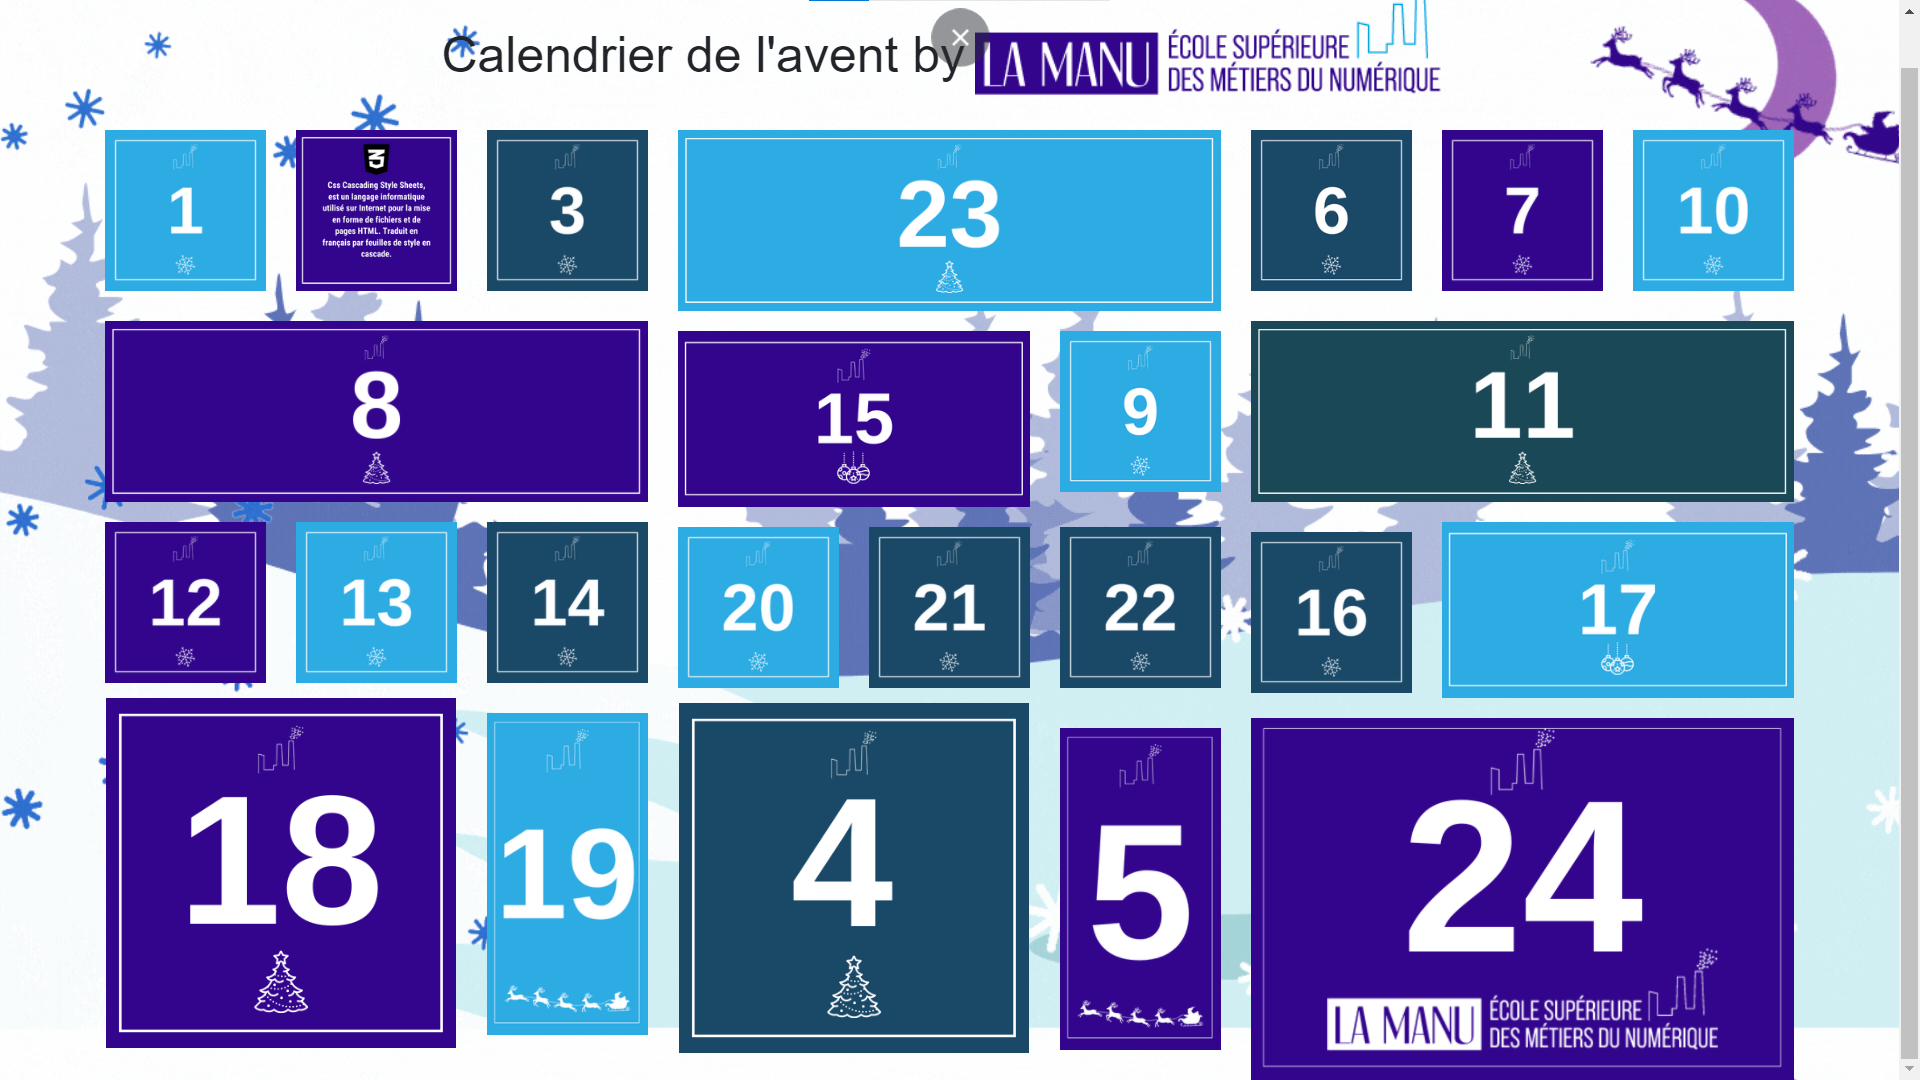 Calendrier de l'avent by
LA MANU
ÉCOLE SUPÉRIEURE
DES MÉTIERS DU NUMÉRIQUE
1
3
Css Cascading Style Sheets,
est un langage informatique
utilisé sur Internet pour la mise
en forme de fichiers et de
pages HTML. Traduit en
français par feuilles de style en
cascade.
3
23
6
7
10
8
15
9
11
12
13
14
20
21
22
16
17
18
19
4
5
24
LA MANU
ÉCOLE SUPÉRIEURE
DES MÉTIERS DU NUMÉRIQUE